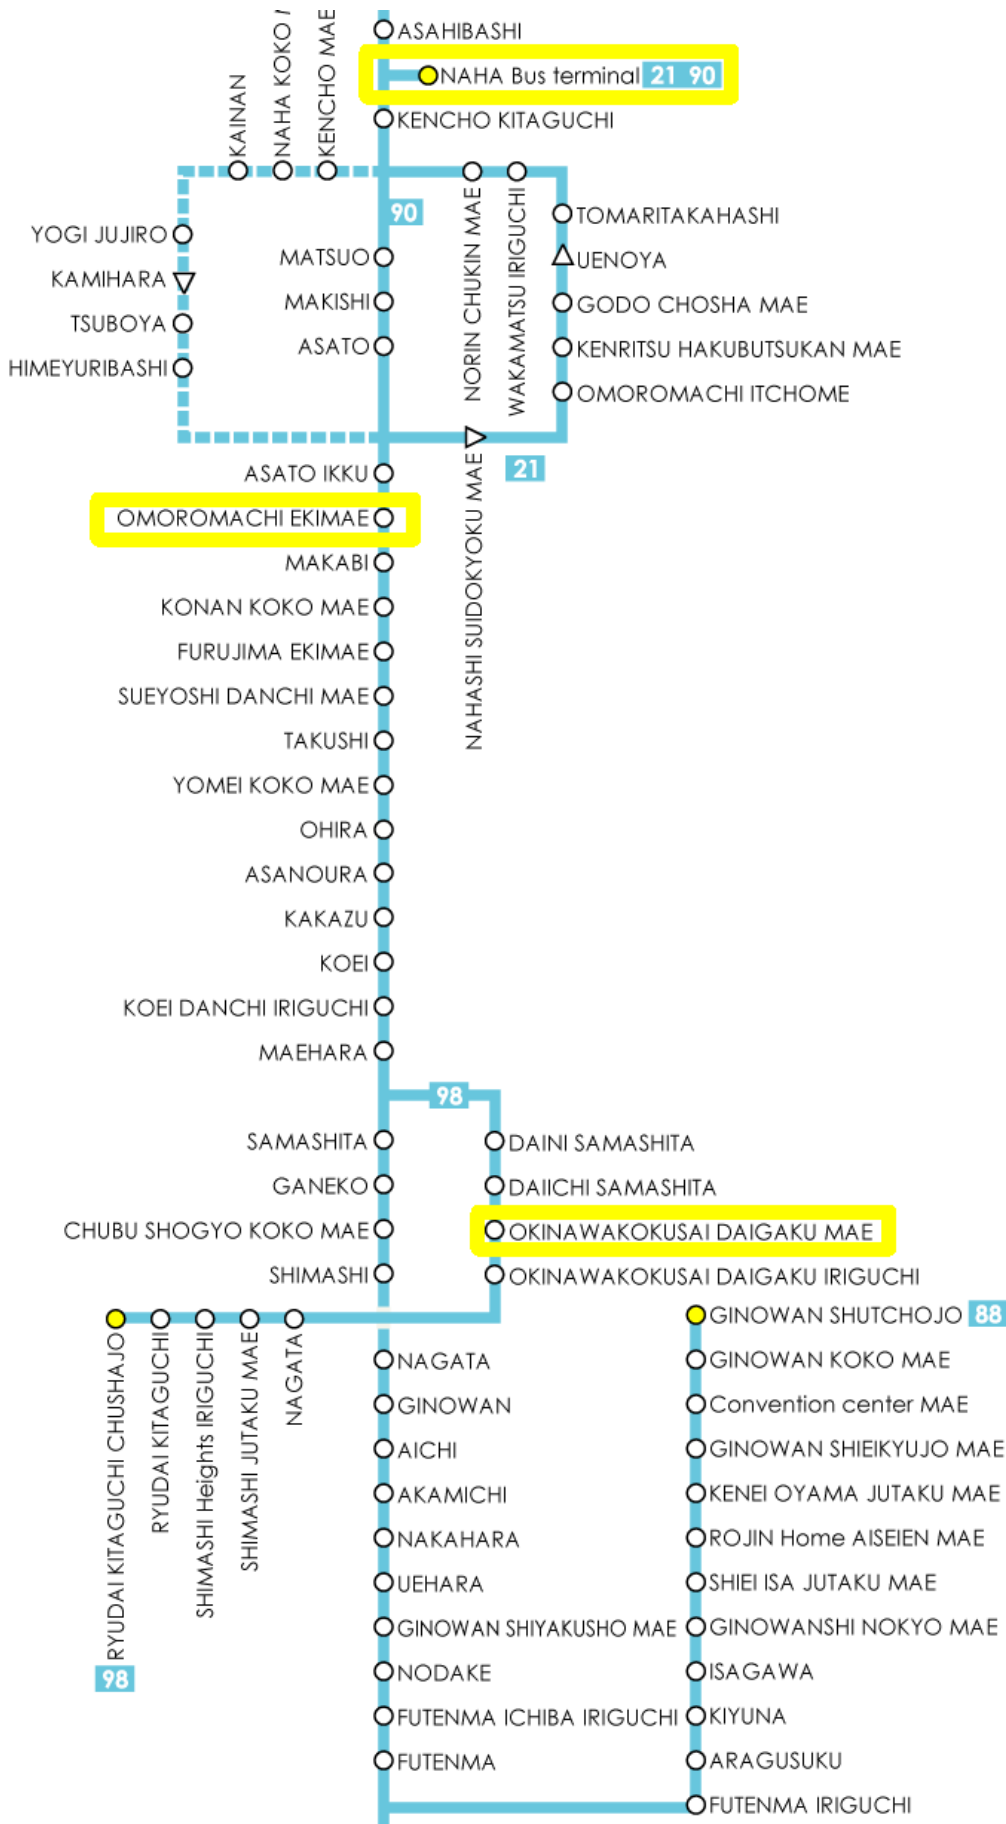 ASAHIBASHI
NAHA Bus terminal 21 90
KENCHO KITAGUCHI
KAINAN
NAHA KOKO
KENCHO MAE
NORIN CHUKIN MAE
WAKAMATSU IRIGUCHI
90
TOMARITAKAHASHI
UENOYA
GODO CHOSHA MAE
KENRITSU HAKUBUTSUKAN MAE
OMOROMACHI ITCHOME
YOGI JUJIRO
KAMIHARA
TSUBOYA
HIMEYURIBASHI
MATSUO
MAKISHI
ASATO
NAHASHI SUIDOKYOKU MAE
21
ASATO IKKU
OMOROMACHI EKIMAE
MAKABI
KONAN KOKO MAE
FURUJIMA EKIMAE
SUEYOSHI DANCHI MAE
TAKUSHI
YOMEI KOKO MAE
OHIRA
ASANOURA
KAKAZU
KOEI
KOEI DANCHI IRIGUCHI
MAEHARA
98
SAMASHITA
GANEKO
CHUBU SHOGYO KOKO MAE
SHIMASHI
DAINI SAMASHITA
DAIICHI SAMASHITA
OKINAWAKOKUSAI DAIGAKU MAE
OKINAWAKOKUSAI DAIGAKU IRIGUCHI
RYUDAI KITAGUCHI CHUSHAJO
98
RYUDAI KITAGUCHI
SHIMASHI Heights IRIGUCHI
SHIMASHI JUTAKU MAE
NAGATA
NAGATA
GINOWAN
AICHI
AKAMICHI
NAKAHARA
UEHARA
GINOWAN SHIYAKUSHO MAE
NODAKE
FUTENMA ICHIBA IRIGUCHI
FUTENMA
GINOWAN SHUTCHOJO 88
GINOWAN KOKO MAE
Convention center MAE
GINOWAN SHIEIKYUJO MAE
KENEI OYAMA JUTAKU MAE
ROJIN Home AISEIEN MAE
SHIEI ISA JUTAKU MAE
GINOWANSHI NOKYO MAE
ISAGAWA
KIYUNA
ARAGUSUKU
FUTENMA IRIGUCHI